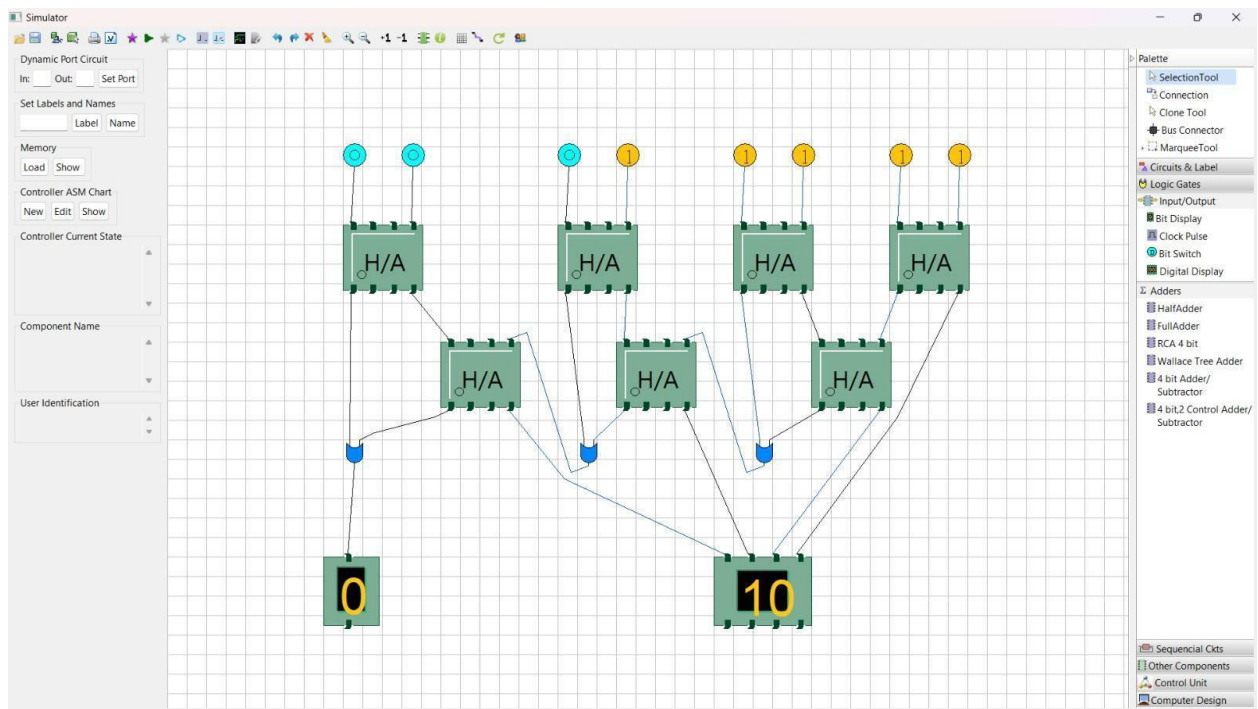 Simulator
+1 -1
Dynamic Port Circuit
In: Out: Set Port
Set Labels and Names
Label Name
Memory
Load Show
Controller ASM Chart
New Edit Show
Controller Current State
Component Name
User Identification
1 1 1 1 1
H/A H/A H/A H/A
H/A H/A H/A
0 10
Palette
SelectionTool
Connection
Clone Tool
Bus Connector
MarqueeTool
Circuits & Label
Logic Gates
Input/Output
Bit Display
Clock Pulse
Bit Switch
Digital Display
Σ Adders
HalfAdder
FullAdder
RCA 4 bit
Wallace Tree Adder
4 bit Adder/
Subtractor
4 bit,2 Control Adder/
Subtractor
Sequencial Ckts
Other Components
Control Unit
Computer Design